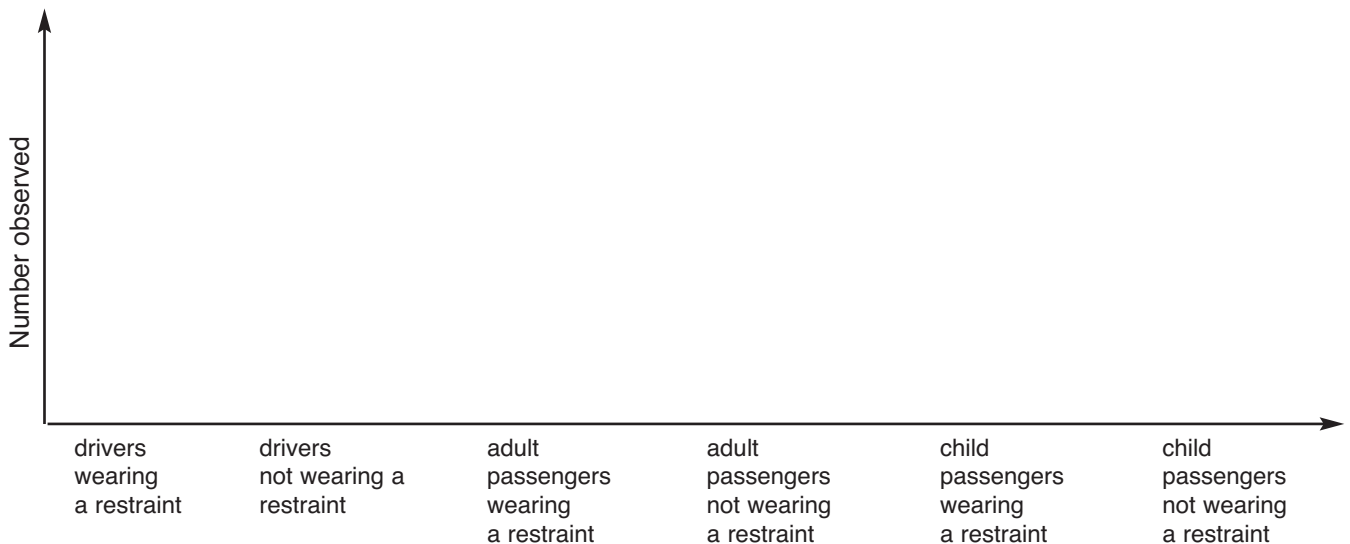 Number observed
drivers
wearing
a restraint
drivers
not wearing a
restraint
adult
passengers
wearing
a restraint
adult
passengers
not wearing
a restraint
child
passengers
wearing
a restraint
child
passengers
not wearing
a restraint